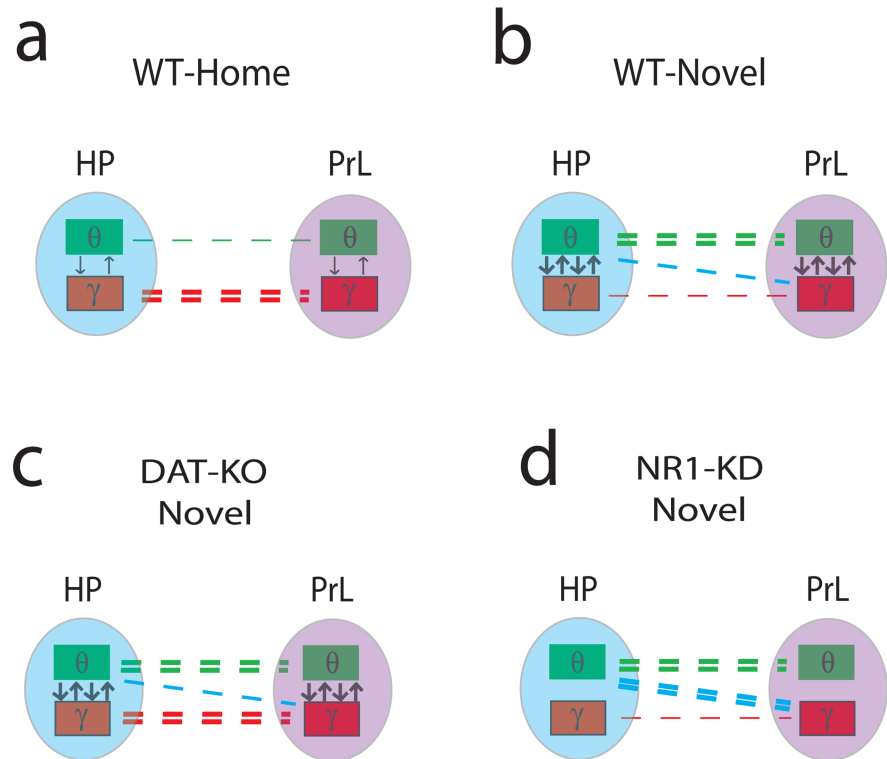 a
WT-Home
HP PrL
θ θ
γ γ
b
WT-Novel
HP PrL
θ θ
γ γ
c
DAT-KO
Novel
HP PrL
θ θ
γ γ
d
NR1-KD
Novel
HP PrL
θ θ
γ γ